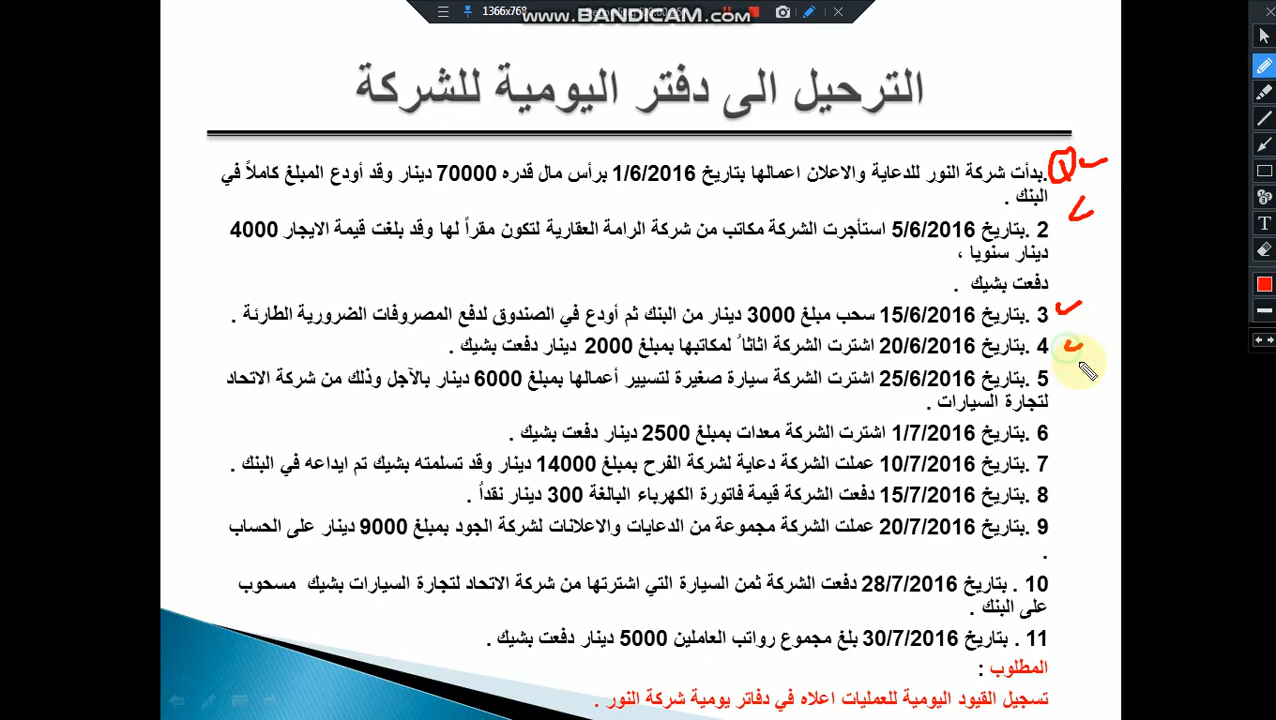 1366x768
WWW.BANDICAM.COM
الترحيل الى دفتر اليومية للشركة
1.بدأت شركة النور للدعاية والاعلان اعمالها بتاريخ 1/6/2016 برأس مال قدره 70000 دينار وقد أودع المبلغ كاملاً في
البنك .
2 .بتاريخ 5/6/2016 استأجرت الشركة مكاتب من شركة الرامة العقارية لتكون مقراً لها وقد بلغت قيمة الايجار 4000
دينار سنويا ،
دفعت بشيك .
3 .بتاريخ 15/6/2016 سحب مبلغ 3000 دينار من البنك ثم أودع في الصندوق لدفع المصروفات الضرورية الطارئة .
4 .بتاريخ 20/6/2016 اشترت الشركة اثاثاً لمكاتبها بمبلغ 2000 دينار دفعت بشيك .
5 .بتاريخ 25/6/2016 اشترت الشركة سيارة صغيرة لتسيير أعمالها بمبلغ 6000 دينار بالآجل وذلك من شركة الاتحاد
لتجارة السيارات .
6 .بتاريخ 1/7/2016 اشترت الشركة معدات بمبلغ 2500 دينار دفعت بشيك .
7 .بتاريخ 10/7/2016 عملت الشركة دعاية لشركة الفرح بمبلغ 14000 دينار وقد تسلمته بشيك تم ايداعه في البنك .
8 .بتاريخ 15/7/2016 دفعت الشركة قيمة فاتورة الكهرباء البالغة 300 دينار نقداً .
9 .بتاريخ 20/7/2016 عملت الشركة مجموعة من الدعايات والاعلانات لشركة الجود بمبلغ 9000 دينار على الحساب
.
10 . بتاريخ 28/7/2016 دفعت الشركة ثمن السيارة التي اشترتها من شركة الاتحاد لتجارة السيارات بشيك مسحوب
على البنك .
11 . بتاريخ 30/7/2016 بلغ مجموع رواتب العاملين 5000 دينار دفعت بشيك .
المطلوب :
تسجيل القيود اليومية للعمليات اعلاه في دفاتر يومية شركة النور .